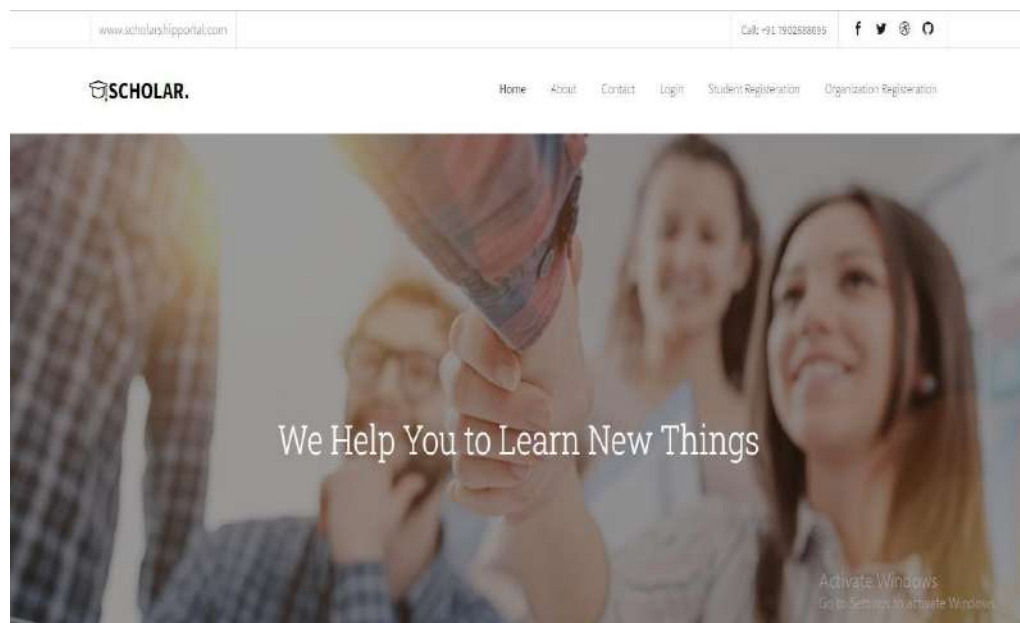 www.scholarshipportal.com
Call: +91 7902688695
SCHOLAR.
Home About Contact Login Student Registeration Organization Registeration
We Help You to Learn New Things
Activate Windows
Go to Settings to activate Windows.